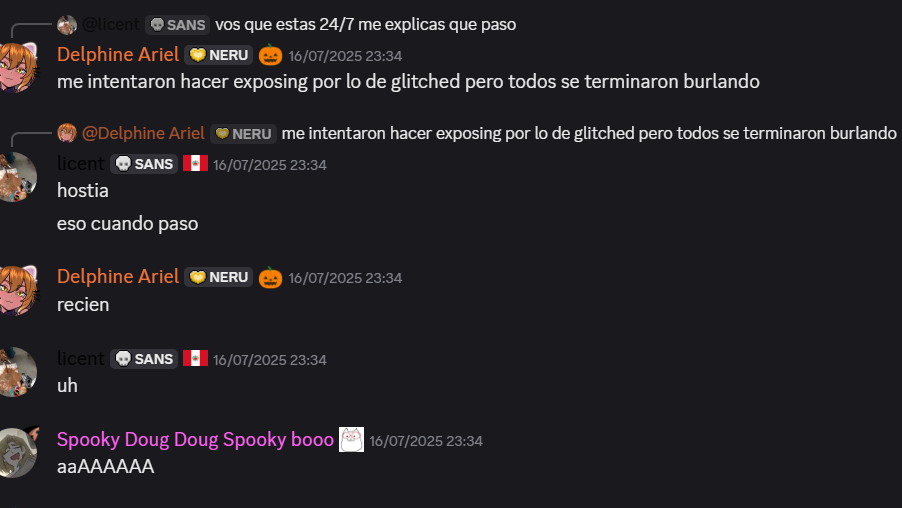 @licent SANS vos que estas 24/7 me explicas que paso
Delphine Ariel NERU 16/07/2025 23:34
me intentaron hacer exposing por lo de glitched pero todos se terminaron burlando
@Delphine Ariel NERU me intentaron hacer exposing por lo de glitched pero todos se terminaron burlando
licent SANS 16/07/2025 23:34
hostia
eso cuando paso
Delphine Ariel NERU 16/07/2025 23:34
recien
licent SANS 16/07/2025 23:34
uh
Spooky Doug Doug Spooky booo 16/07/2025 23:34
aaAAAAAA